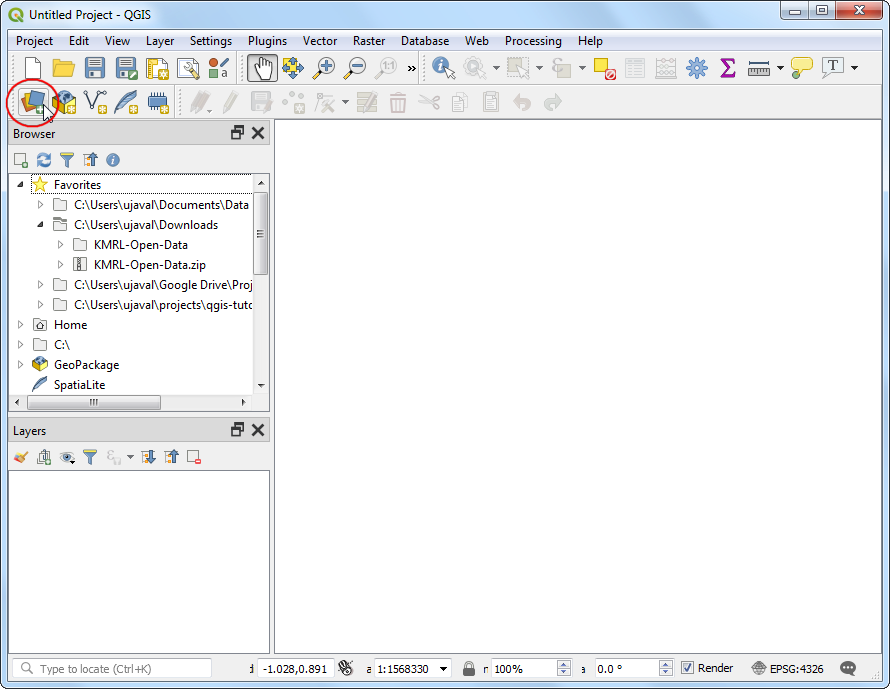 Untitled Project - QGIS
Project Edit View Layer Settings Plugins Vector Raster Database Web Processing Help
1:1 »
T
a
Browser
Favorites
C:\Users\ujaval\Documents\Data
C:\Users\ujaval\Downloads
KMRL-Open-Data
KMRL-Open-Data.zip
C:\Users\ujaval\Google Drive\Proj
C:\Users\ujaval\projects\qgis-tuto
Home
C:\
GeoPackage
SpatiaLite
Layers
Type to locate (Ctrl+K) -1.028,0.891 a 1:1568330 100% a 0.0 ° Render EPSG:4326